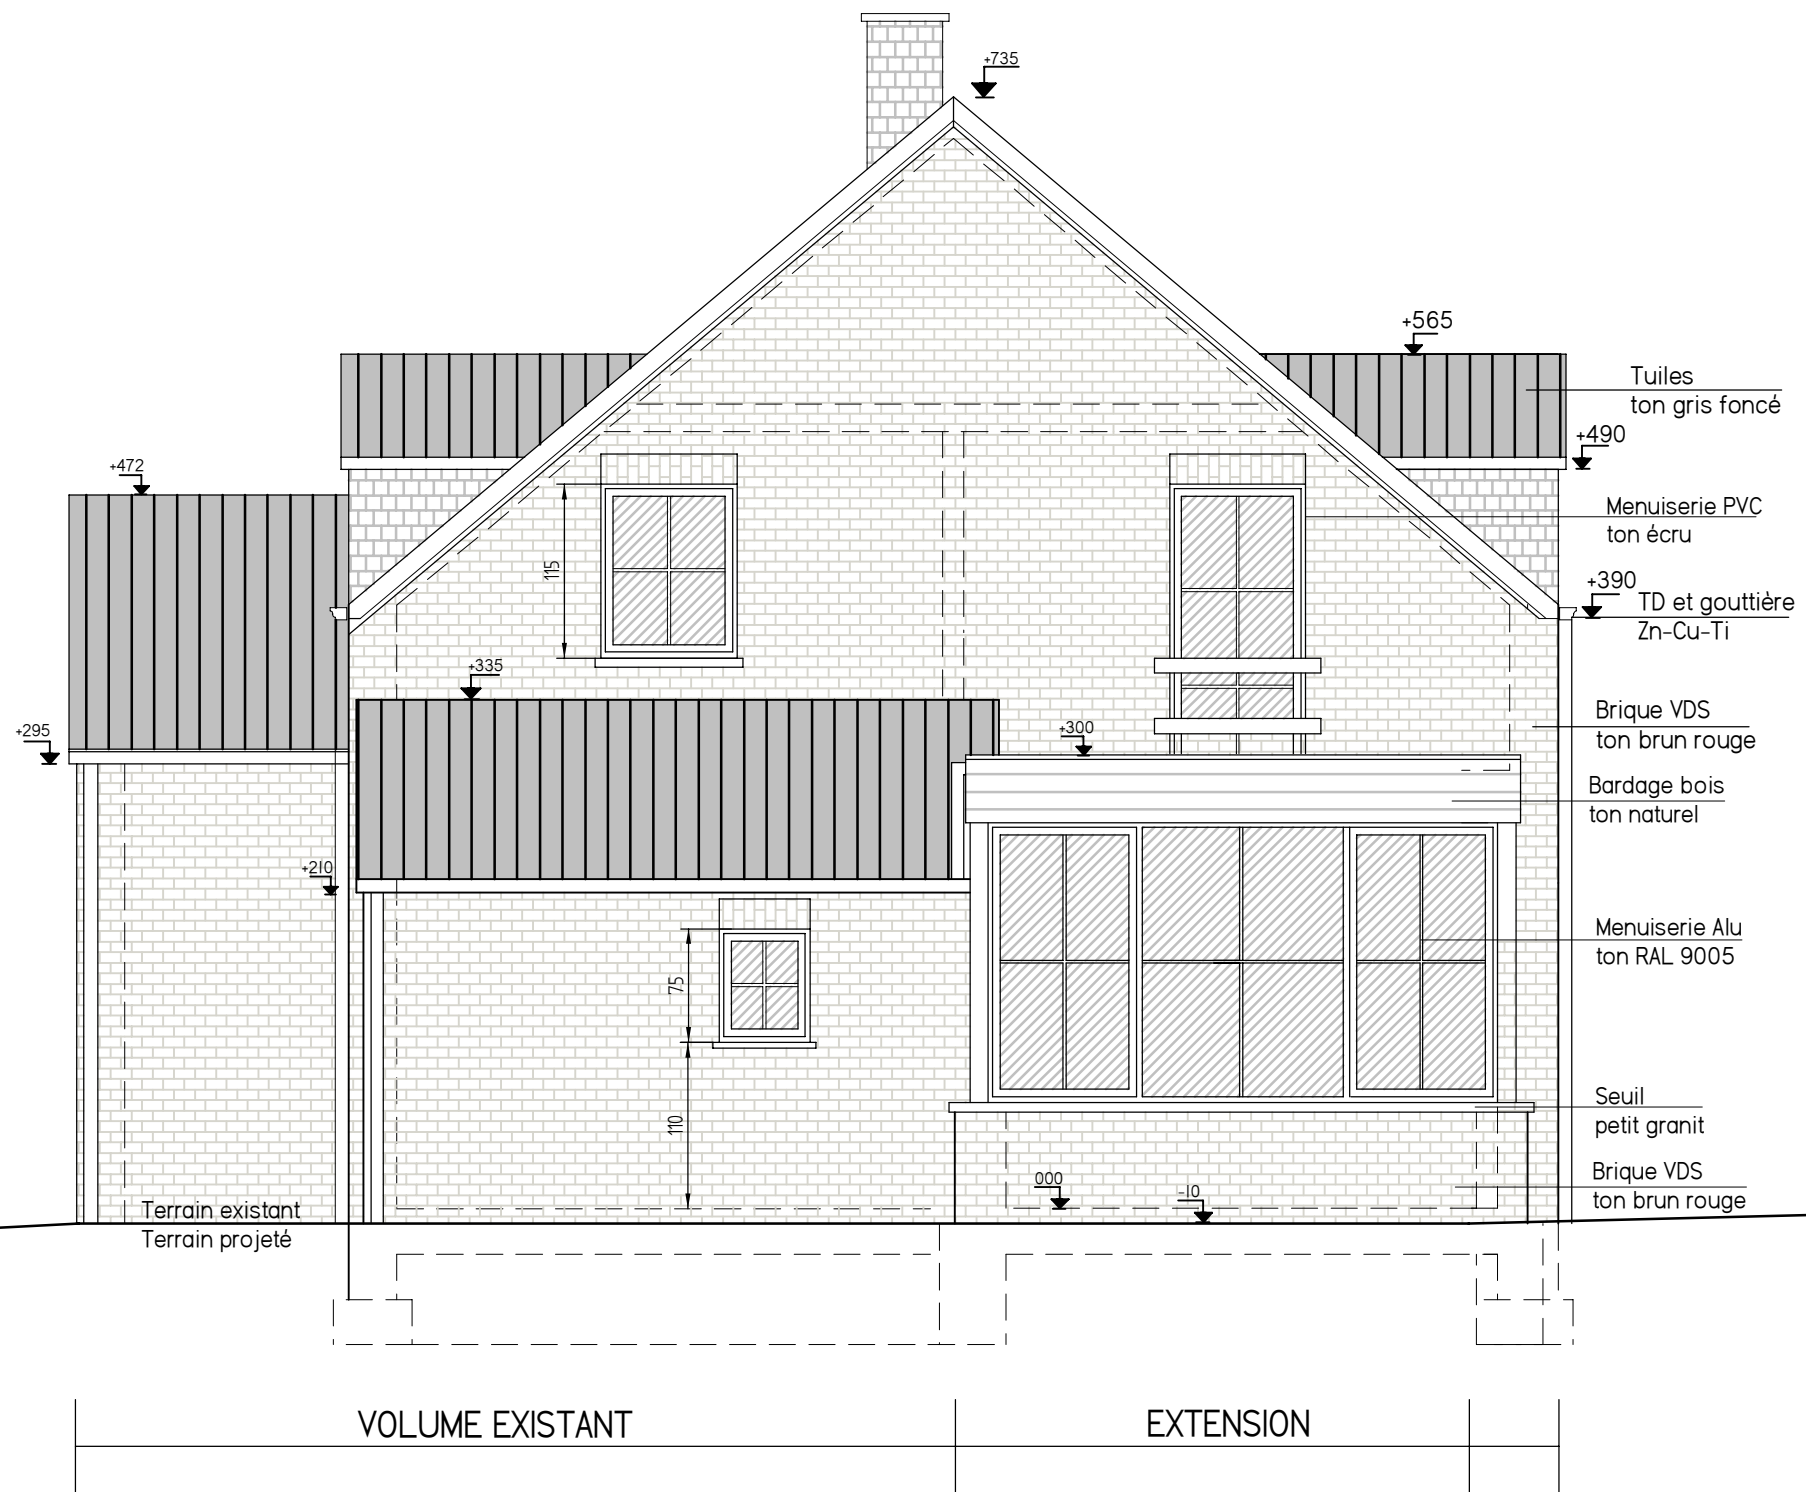 +735
+565
Tuiles
ton gris foncé
+490
+472
Menuiserie PVC
ton écru
115
+390
TD et gouttière
Zn-Cu-Ti
+335
Brique VDS
ton brun rouge
+295
+300
Bardage bois
ton naturel
+210
Menuiserie Alu
ton RAL 9005
75
Seuil
petit granit
110
Brique VDS
ton brun rouge
000
-10
Terrain existant
Terrain projeté
VOLUME EXISTANT
EXTENSION